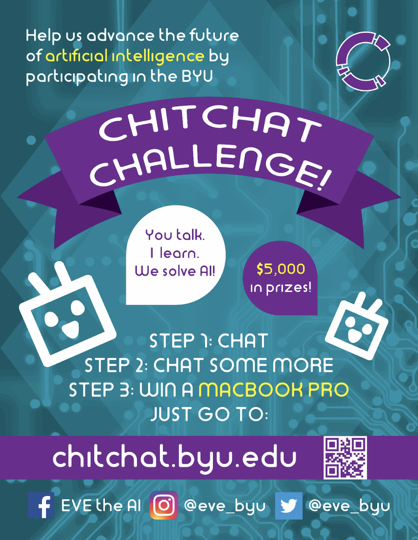 Help us advance the future
of artificial intelligence by
participating in the BYU
CHITCHAT
CHALLENGE!
You talk.
I learn.
We solve AI!
$5,000
in prizes!
STEP 1: CHAT
STEP 2: CHAT SOME MORE
STEP 3: WIN A MACBOOK PRO
JUST GO TO:
chitchat.byu.edu
EVE the AI @eve_byu @eve_byu